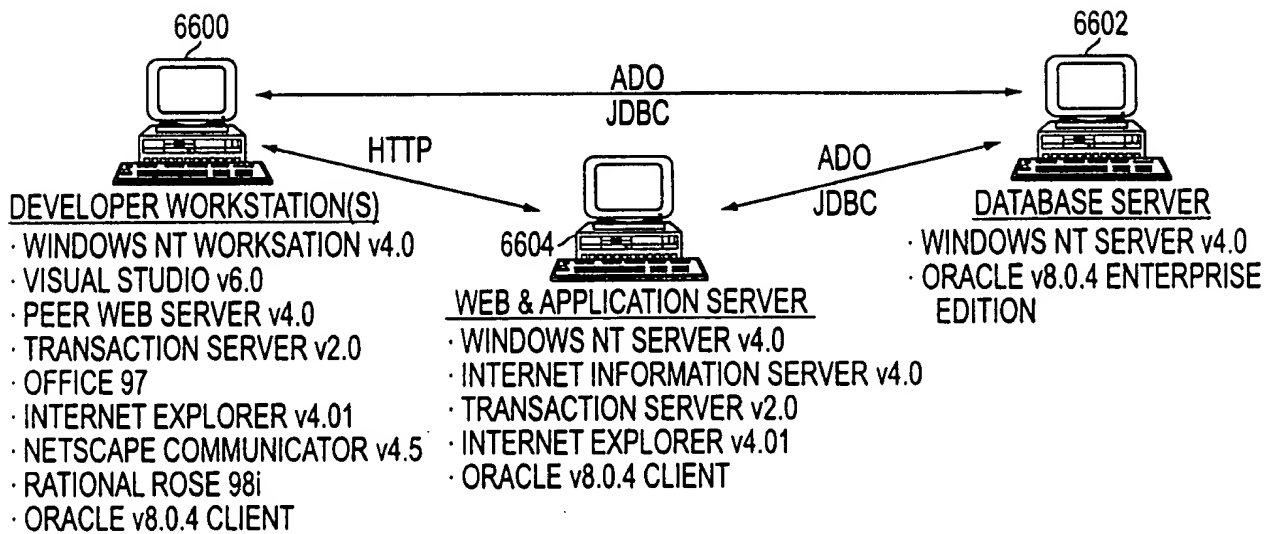 6600
6602
ADO
JDBC
HTTP
ADO
JDBC
6604
DEVELOPER WORKSTATION(S)
· WINDOWS NT WORKSATION v4.0
· VISUAL STUDIO v6.0
· PEER WEB SERVER v4.0
· TRANSACTION SERVER v2.0
· OFFICE 97
· INTERNET EXPLORER v4.01
· NETSCAPE COMMUNICATOR v4.5
· RATIONAL ROSE 98i
· ORACLE v8.0.4 CLIENT
WEB & APPLICATION SERVER
· WINDOWS NT SERVER v4.0
· INTERNET INFORMATION SERVER v4.0
· TRANSACTION SERVER v2.0
· INTERNET EXPLORER v4.01
· ORACLE v8.0.4 CLIENT
DATABASE SERVER
· WINDOWS NT SERVER v4.0
· ORACLE v8.0.4 ENTERPRISE
EDITION